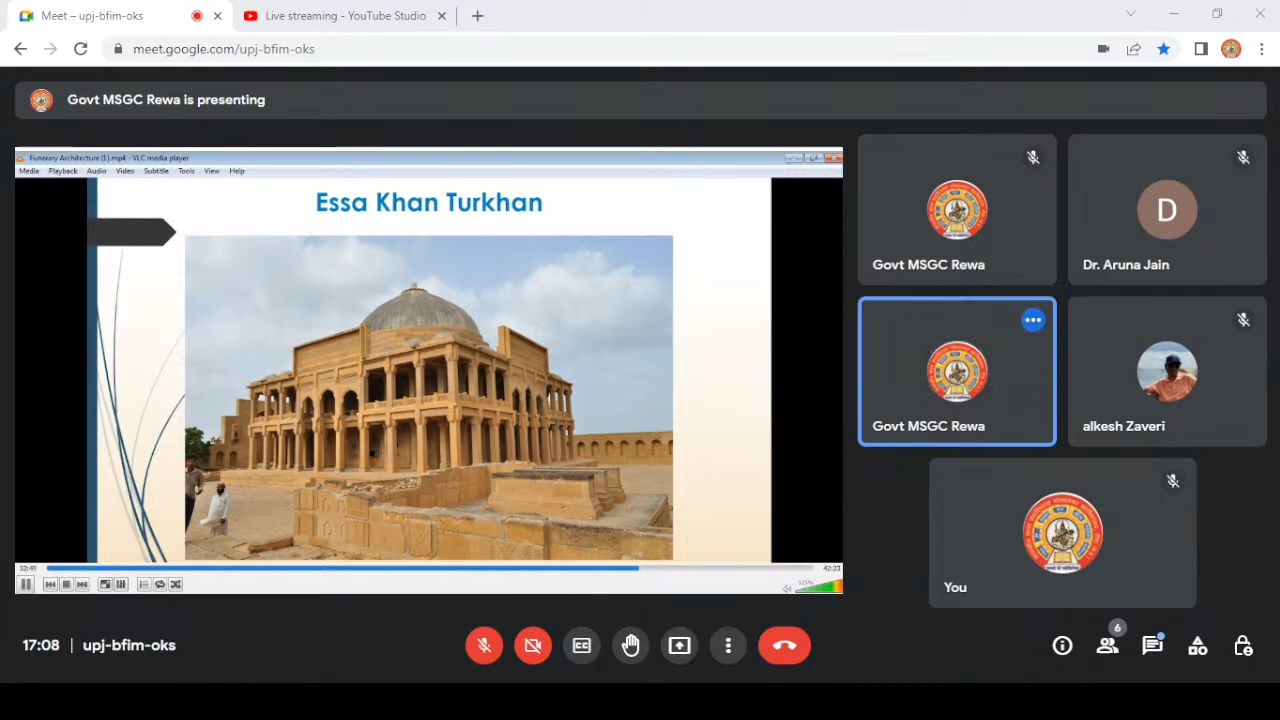 Meet – upj-bfim-oks
Live streaming - YouTube Studio
meet.google.com/upj-bfim-oks
Govt MSGC Rewa is presenting
Funerary Architecture (1).mp4 - VLC media player
Media Playback Audio Video Subtitle Tools View Help
Essa Khan Turkhan
32:45
42:23
Govt MSGC Rewa
D
Dr. Aruna Jain
Govt MSGC Rewa
alkesh Zaveri
You
17:08 | upj-bfim-oks
CC
6